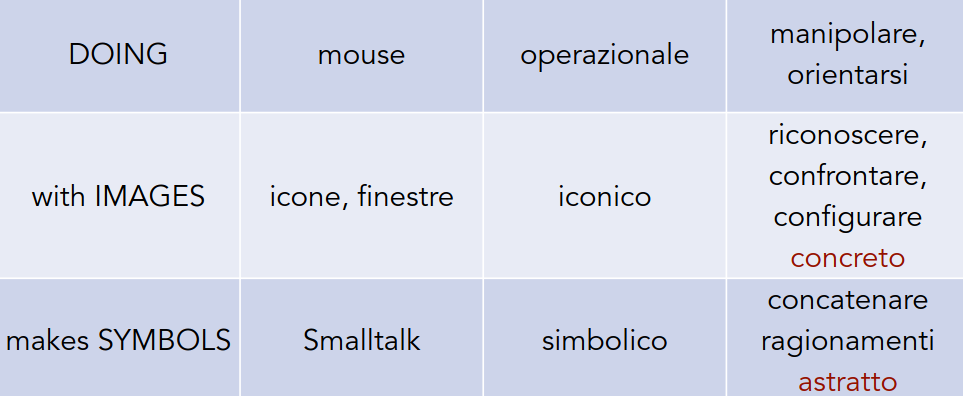 DOING
mouse
operazionale
manipolare,
orientarsi
with IMAGES
icone, finestre
iconico
riconoscere,
confrontare,
configurare
concreto
makes SYMBOLS
Smalltalk
simbolico
concatenare
ragionamenti
astratto